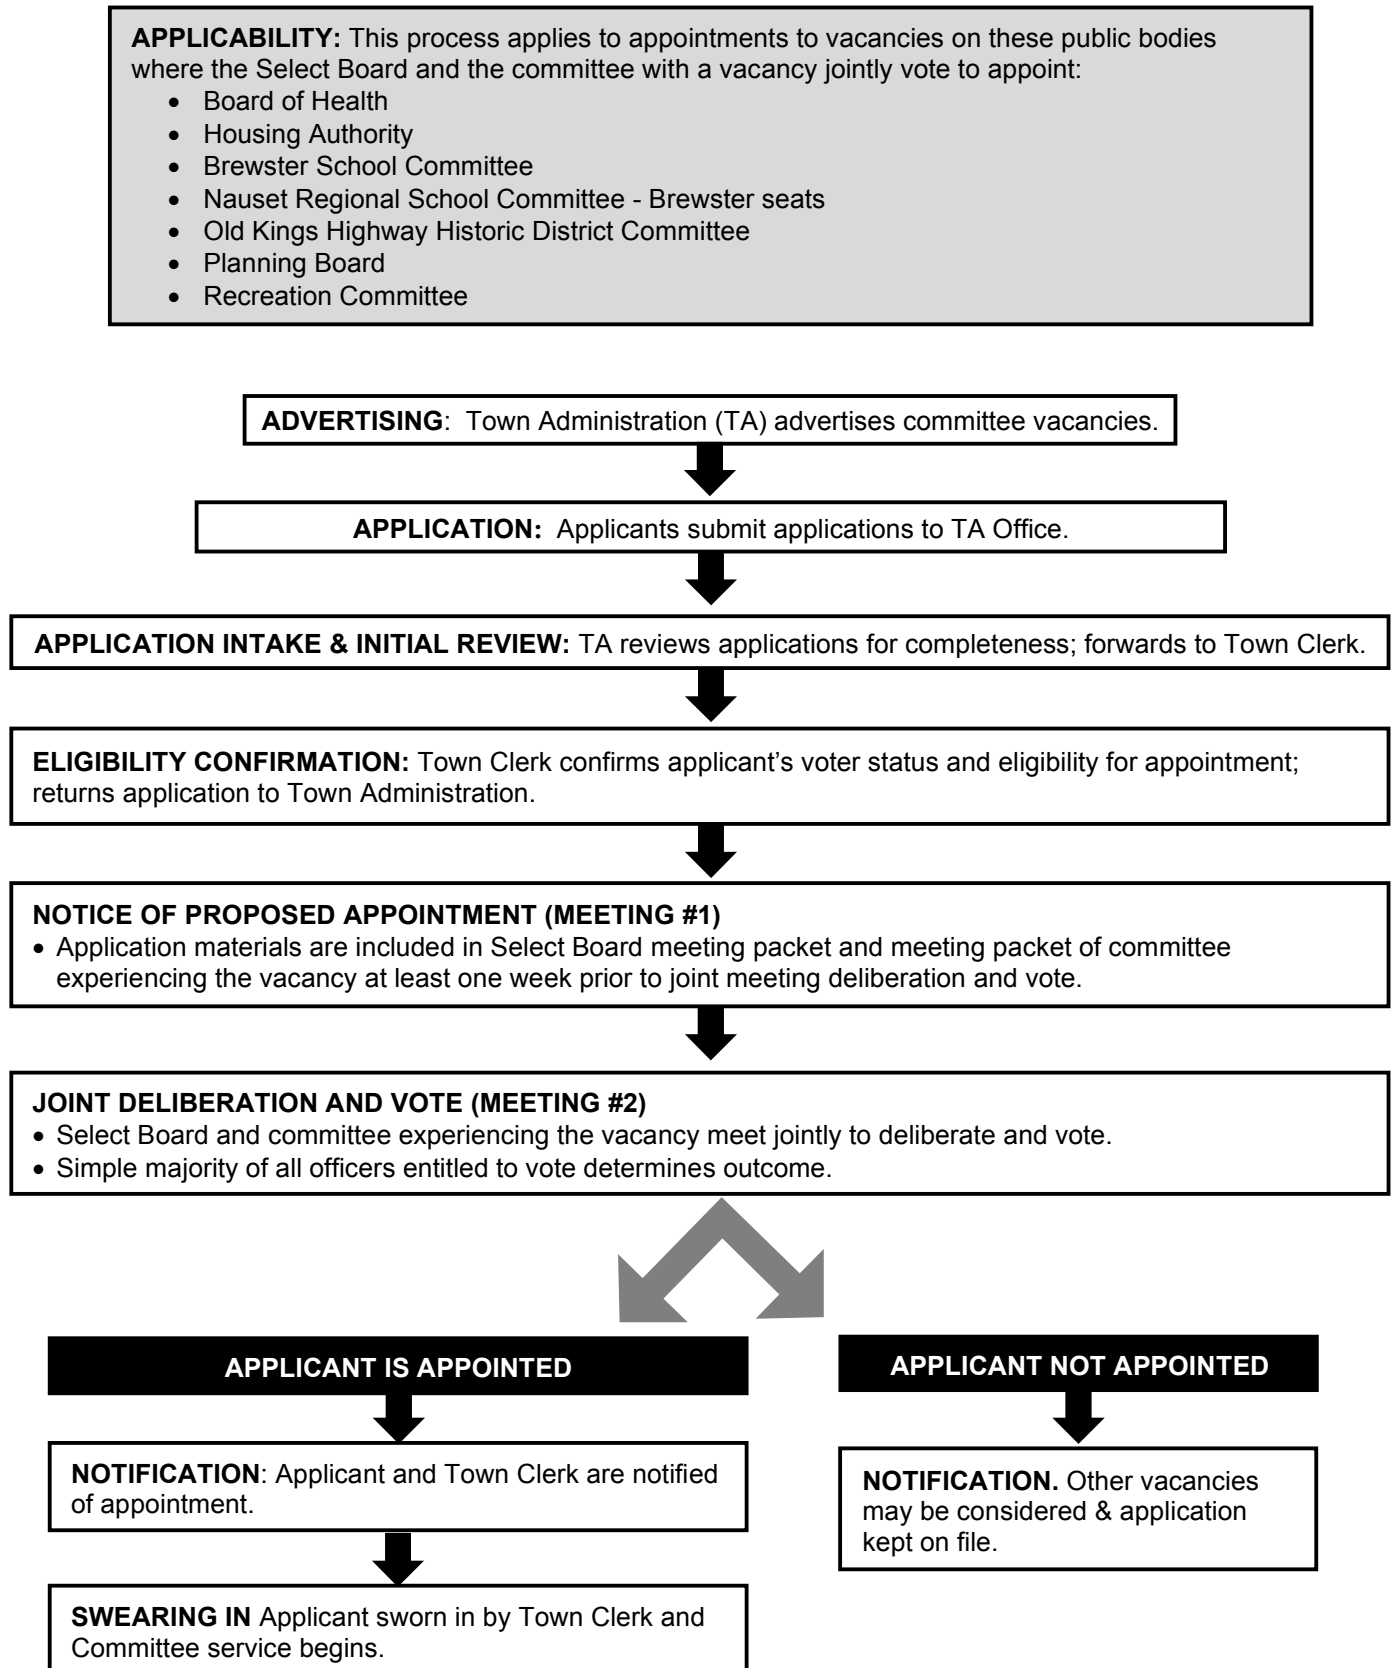 APPLICABILITY: This process applies to appointments to vacancies on these public bodies
where the Select Board and the committee with a vacancy jointly vote to appoint:
• Board of Health
• Housing Authority
• Brewster School Committee
• Nauset Regional School Committee - Brewster seats
• Old Kings Highway Historic District Committee
• Planning Board
• Recreation Committee
ADVERTISING: Town Administration (TA) advertises committee vacancies.
APPLICATION: Applicants submit applications to TA Office.
APPLICATION INTAKE & INITIAL REVIEW: TA reviews applications for completeness; forwards to Town Clerk.
ELIGIBILITY CONFIRMATION: Town Clerk confirms applicant's voter status and eligibility for appointment;
returns application to Town Administration.
NOTICE OF PROPOSED APPOINTMENT (MEETING #1)
• Application materials are included in Select Board meeting packet and meeting packet of committee
experiencing the vacancy at least one week prior to joint meeting deliberation and vote.
JOINT DELIBERATION AND VOTE (MEETING #2)
• Select Board and committee experiencing the vacancy meet jointly to deliberate and vote.
• Simple majority of all officers entitled to vote determines outcome.
APPLICANT IS APPOINTED
NOTIFICATION: Applicant and Town Clerk are notified
of appointment.
SWEARING IN Applicant sworn in by Town Clerk and
Committee service begins.
APPLICANT NOT APPOINTED
NOTIFICATION. Other vacancies
may be considered & application
kept on file.